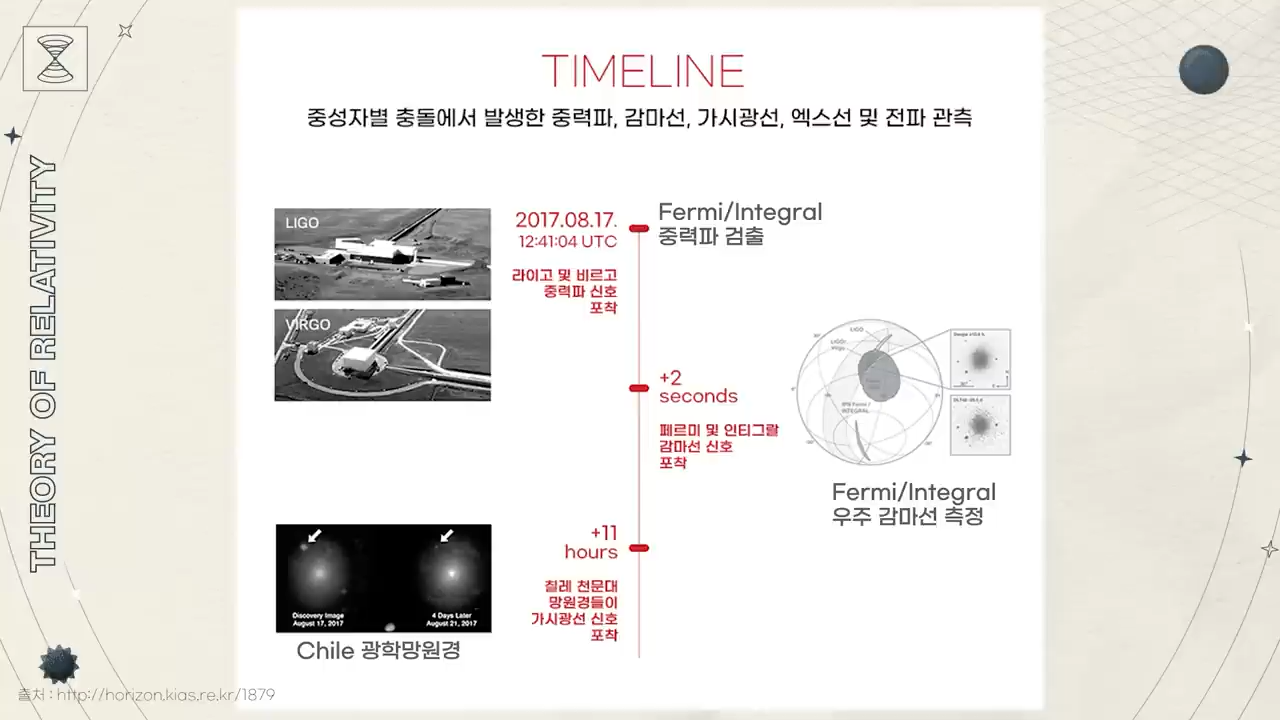 THEORY OF RELATIVITY
TIMELINE
중성자별 충돌에서 발생한 중력파, 감마선, 가시광선, 엑스선 및 전파 관측
LIGO
VIRGO
2017.08.17.
12:41:04 UTC
라이고 및 비르고
중력파 신호
포착
Fermi/Integral
중력파 검출
+2
seconds
페르미 및 인티그랄
감마선 신호
포착
LIGO
LIGO/
Virgo
IPN Fermi /
INTEGRAL
Fermi/Integral
우주 감마선 측정
+11
hours
칠레 천문대
망원경들이
가시광선 신호
포착
Discovery Image
August 17, 2017
4 Days Later
August 21, 2017
Chile 광학망원경
출처 : http://horizon.kias.re.kr/1879